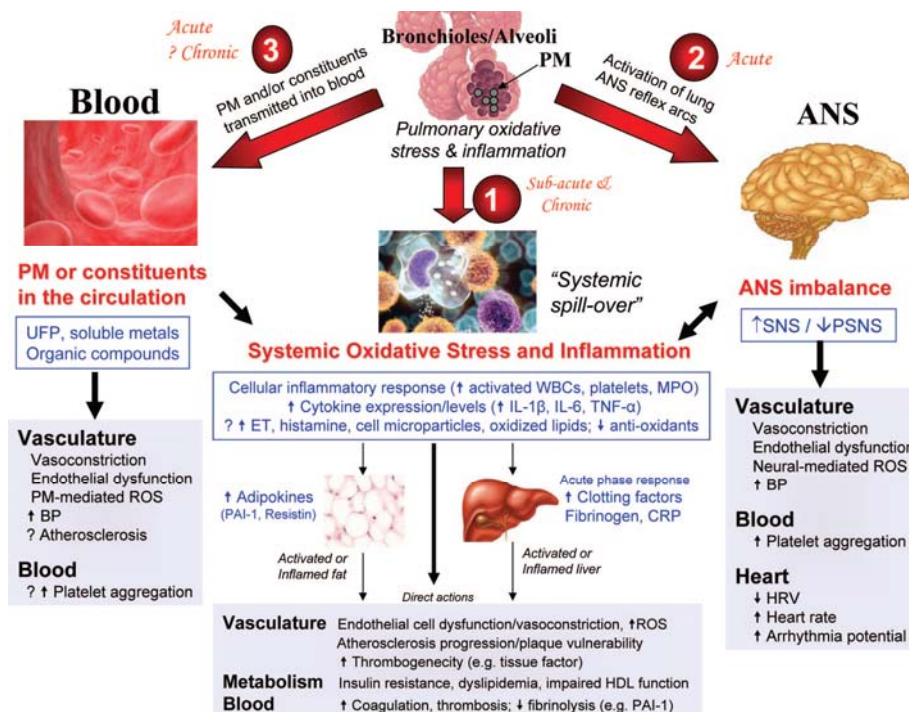 Acute
? Chronic
3
PM and/or constituents
transmitted into blood
Bronchioles/Alveoli
PM
Pulmonary oxidative
stress & inflammation
2
Acute
Activation of lung
ANS reflex arcs
Blood
ANS
1
Sub-acute &
Chronic
"Systemic
spill-over"
PM or constituents
in the circulation
UFP, soluble metals
Organic compounds
Vasculature
Vasoconstriction
Endothelial dysfunction
PM-mediated ROS
↑ BP
? Atherosclerosis
Blood
? ↑ Platelet aggregation
Systemic Oxidative Stress and Inflammation
Cellular inflammatory response (↑ activated WBCs, platelets, MPO)
↑ Cytokine expression/levels (↑ IL-1β, IL-6, TNF-α)
? ↑ ET, histamine, cell microparticles, oxidized lipids; ↓ anti-oxidants
↑ Adipokines
(PAI-1, Resistin)
Activated or
Inflamed fat
Acute phase response
↑ Clotting factors
Fibrinogen, CRP
Activated or
Inflamed liver
Direct actions
Vasculature Endothelial cell dysfunction/vasoconstriction, ↑ROS
Atherosclerosis progression/plaque vulnerability
↑ Thrombogenecity (e.g. tissue factor)
Metabolism Insulin resistance, dyslipidemia, impaired HDL function
Blood ↑ Coagulation, thrombosis; ↓ fibrinolysis (e.g. PAI-1)
ANS imbalance
↑SNS / ↓PSNS
Vasculature
Vasoconstriction
Endothelial dysfunction
Neural-mediated ROS
↑ BP
Blood
↑ Platelet aggregation
Heart
↓ HRV
↑ Heart rate
↑ Arrhythmia potential